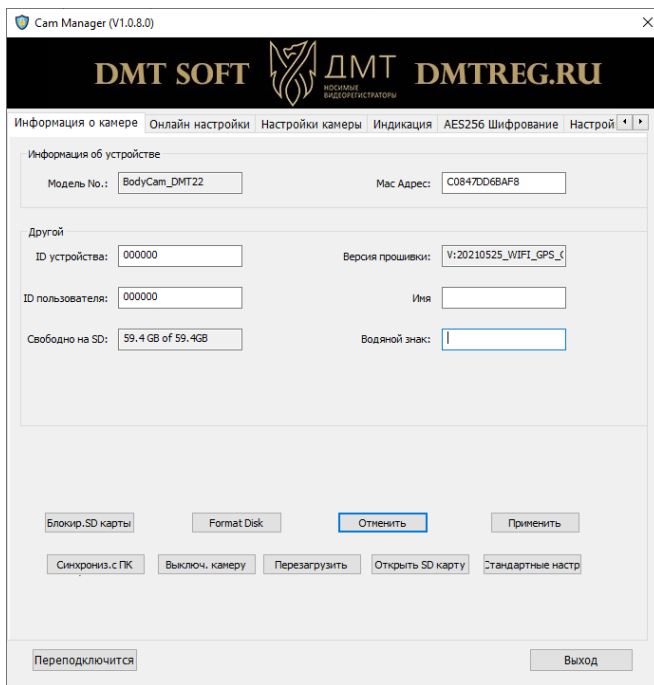 Cam Manager (V1.0.8.0)
DMT SOFT ДМТ НОСИМЫЕ ВИДЕОРЕГИСТРАТОРЫ DMTREG.RU
Информация о камере Онлайн настройки Настройки камеры Индикация AES256 Шифрование Настрой
Информация об устройстве
Модель No.: BodyCam_DMT22 Mac Адрес: C0847DD6BAF8
Другой
ID устройства: 000000 Версия прошивки: V:20210525_WIFI_GPS_(
ID пользователя: 000000 Имя
Свободно на SD: 59.4 GB of 59.4GB Водяной знак:
Блокир.SD карты Format Disk Отменить Применить
Синхрониз.с ПК Выключ. камеру Перезагрузить Открыть SD карту Стандартные настр
Переподключится Выход